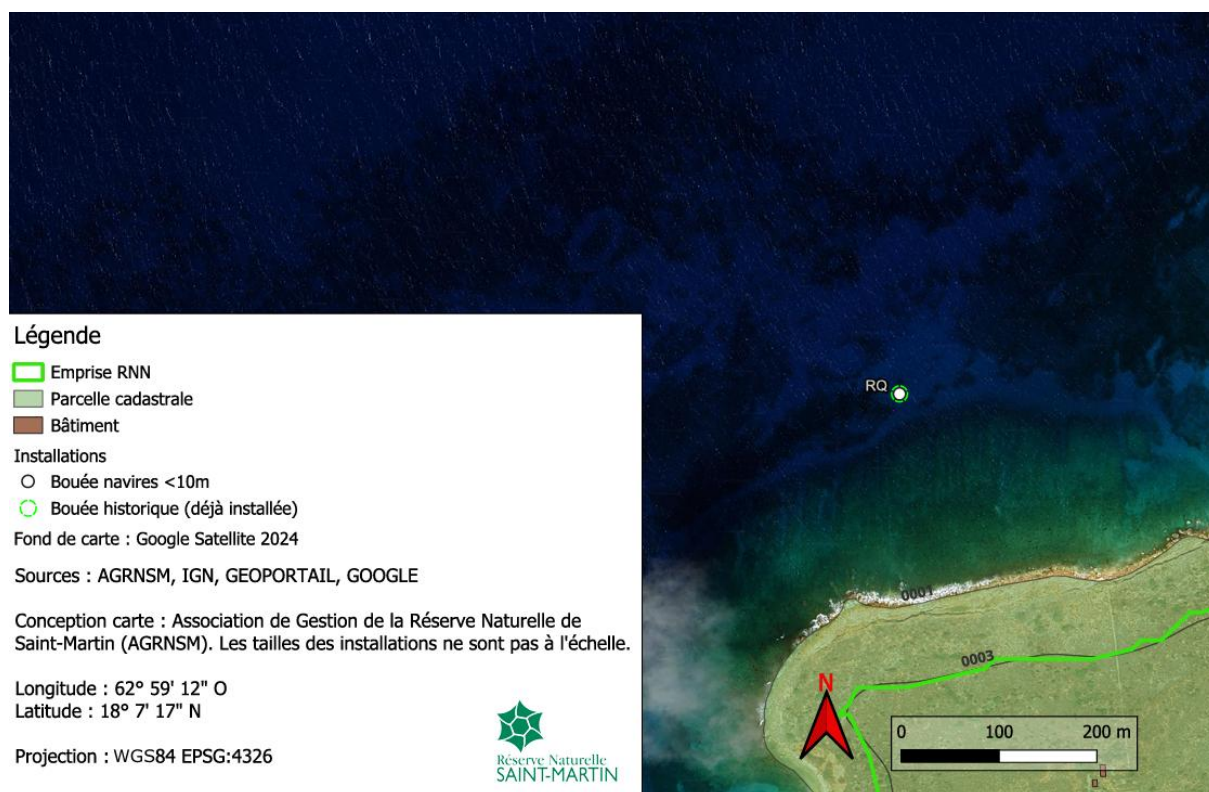 RQ
Légende
Emprise RNN
Parcelle cadastrale
Bâtiment
Installations
Bouée navires <10m
Bouée historique (déjà installée)
Fond de carte : Google Satellite 2024
Sources : AGRNSM, IGN, GEOPORTAIL, GOOGLE
Conception carte : Association de Gestion de la Réserve Naturelle de
Saint-Martin (AGRNSM). Les tailles des installations ne sont pas à l'échelle.
Longitude : 62° 59' 12" O
Latitude : 18° 7' 17" N
Projection : WGS84 EPSG:4326
Réserve Naturelle
SAINT-MARTIN
0001
0003
N
0 100 200 m